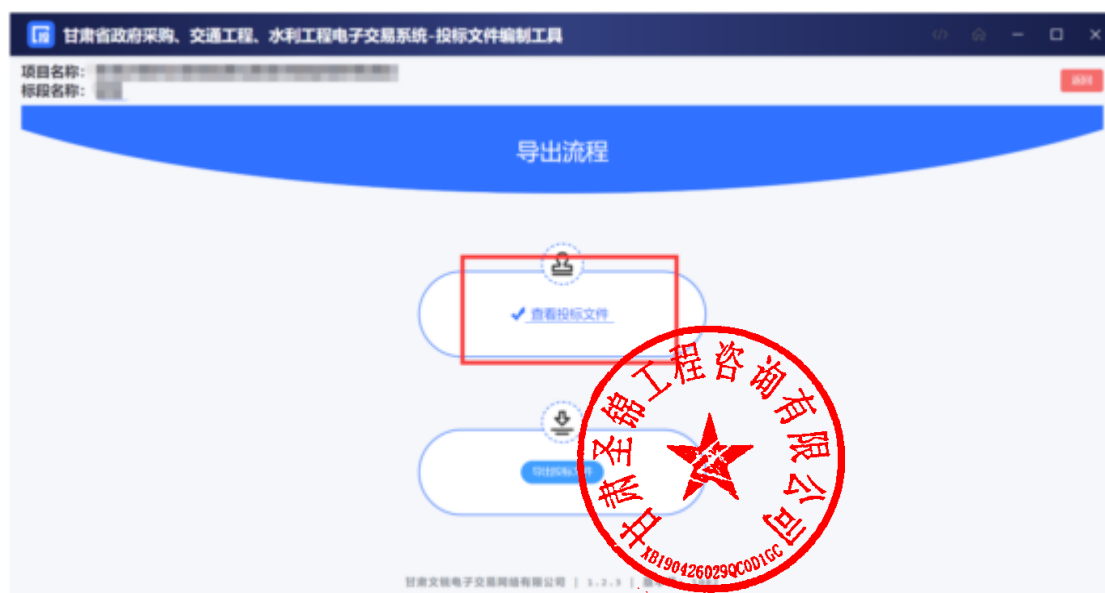 甘肃省政府采购、交通工程、水利工程电子交易系统-投标文件编制工具
项目名称:
标段名称:
返回
导出流程
查看投标文件
导出投标文件
甘肃圣锦工程咨询有限公司
XB190426029QC0D1GC
甘肃文锐电子交易网络有限公司 | 1.2.3 |